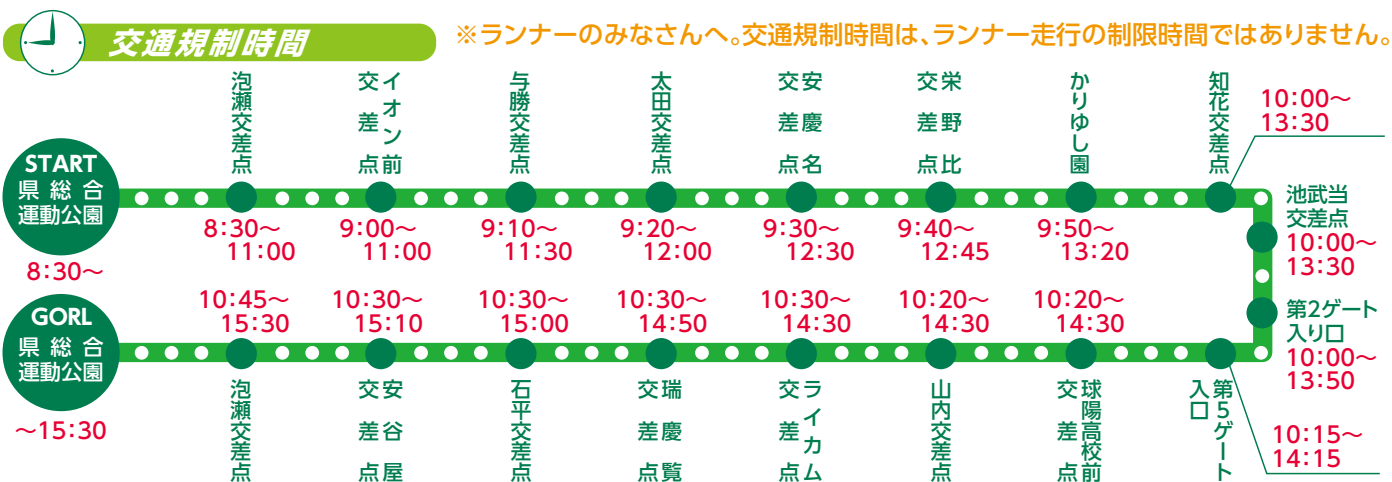 交通規制時間
※ランナーのみなさんへ。交通規制時間は、ランナー走行の制限時間ではありません。
START
県総合
運動公園
8:30〜
泡瀬交差点
8:30〜
11:00
イオン前
交差点
9:00〜
11:00
与勝交差点
9:10〜
11:30
太田交差点
9:20〜
12:00
安慶名
交差点
9:30〜
12:30
栄野比
交差点
9:40〜
12:45
かりゆし園
9:50〜
13:20
知花交差点
10:00〜
13:30
池武当
交差点
10:00〜
13:30
第2ゲート
入り口
10:00〜
13:50
第5ゲート
入口
10:15〜
14:15
球陽高校前
交差点
10:20〜
14:30
山内交差点
10:20〜
14:30
ライカム
交差点
10:30〜
14:30
瑞慶覧
交差点
10:30〜
14:50
石平交差点
10:30〜
15:00
安谷屋
交差点
10:30〜
15:10
泡瀬交差点
10:45〜
15:30
GORL
県総合
運動公園
〜15:30